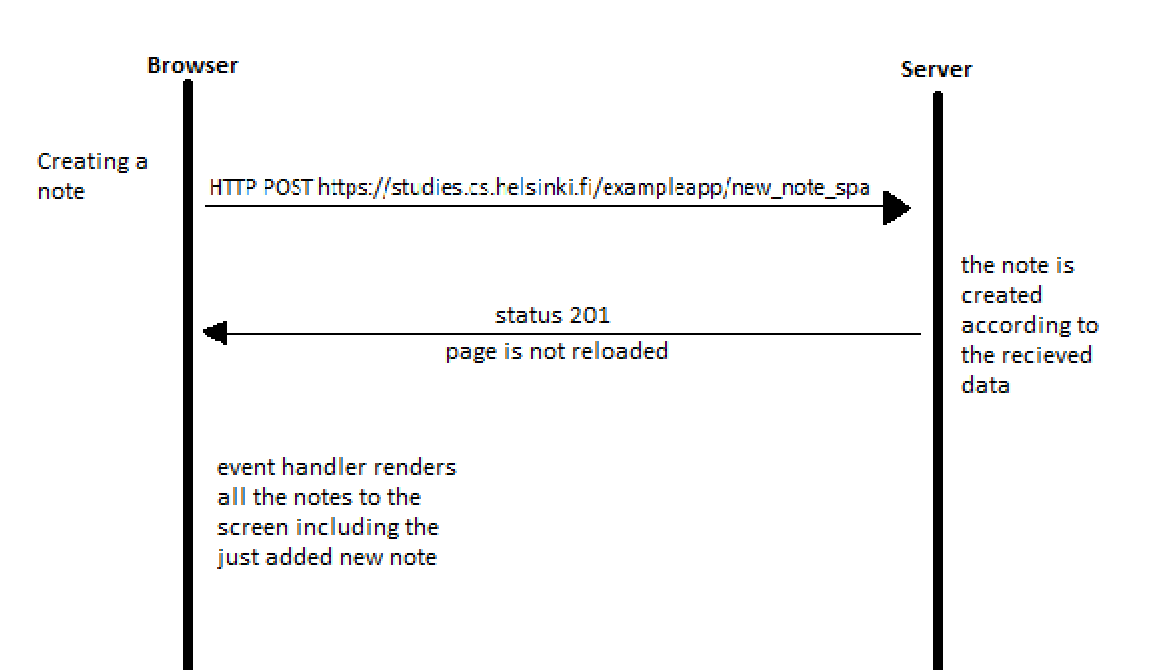 Browser
Server
Creating a
note
HTTP POST https://studies.cs.helsinki.fi/exampleapp/new_note_spa
the note is
created
according to
the recieved
data
status 201
page is not reloaded
event handler renders
all the notes to the
screen including the
just added new note